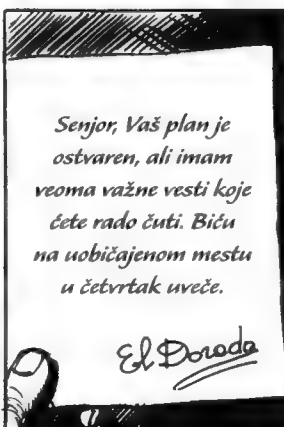 Senjor, Vaš plan je
ostvaren, ali imam
veoma važne vesti koje
ćete rado čuti. Biću
na uobičajenom mestu
u četvrtak uveče.
El Dorado